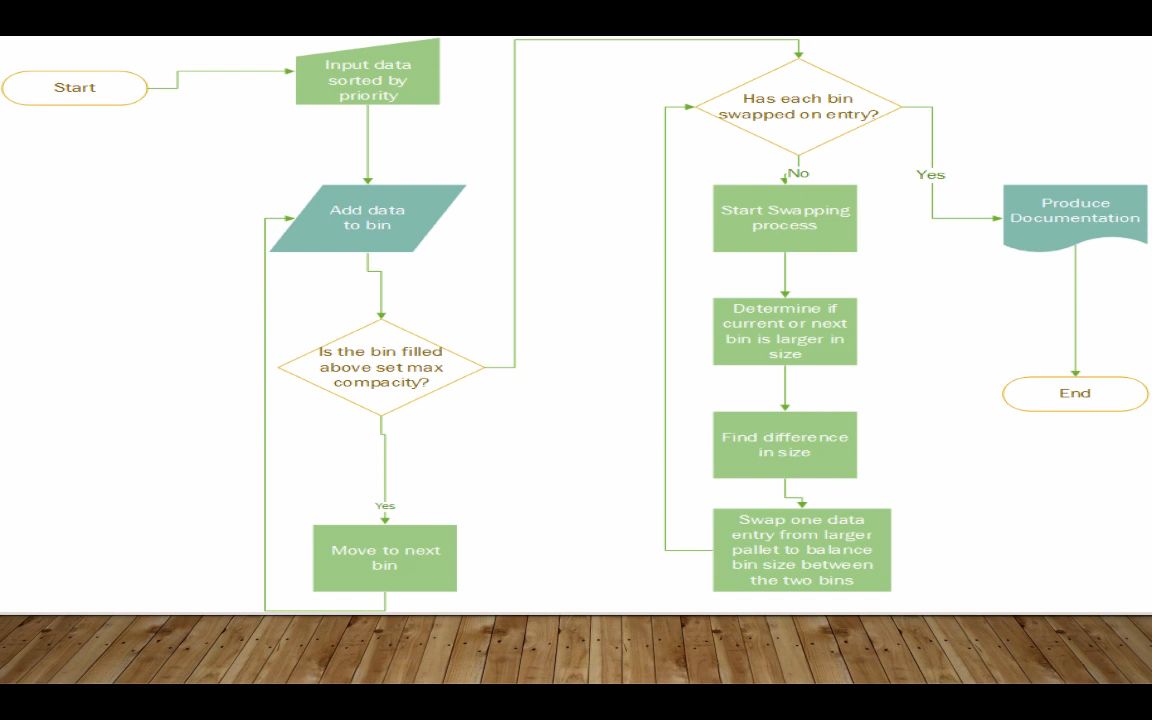 Start
Input data
sorted by
priority
Add data
to bin
Is the bin filled
above set max
compacity?
Yes
Move to next
bin
Has each bin
swapped on entry?
No
Yes
Start Swapping
process
Determine if
current or next
bin is larger in
size
Find difference
in size
Swap one data
entry from larger
pallet to balance
bin size between
the two bins
Produce
Documentation
End